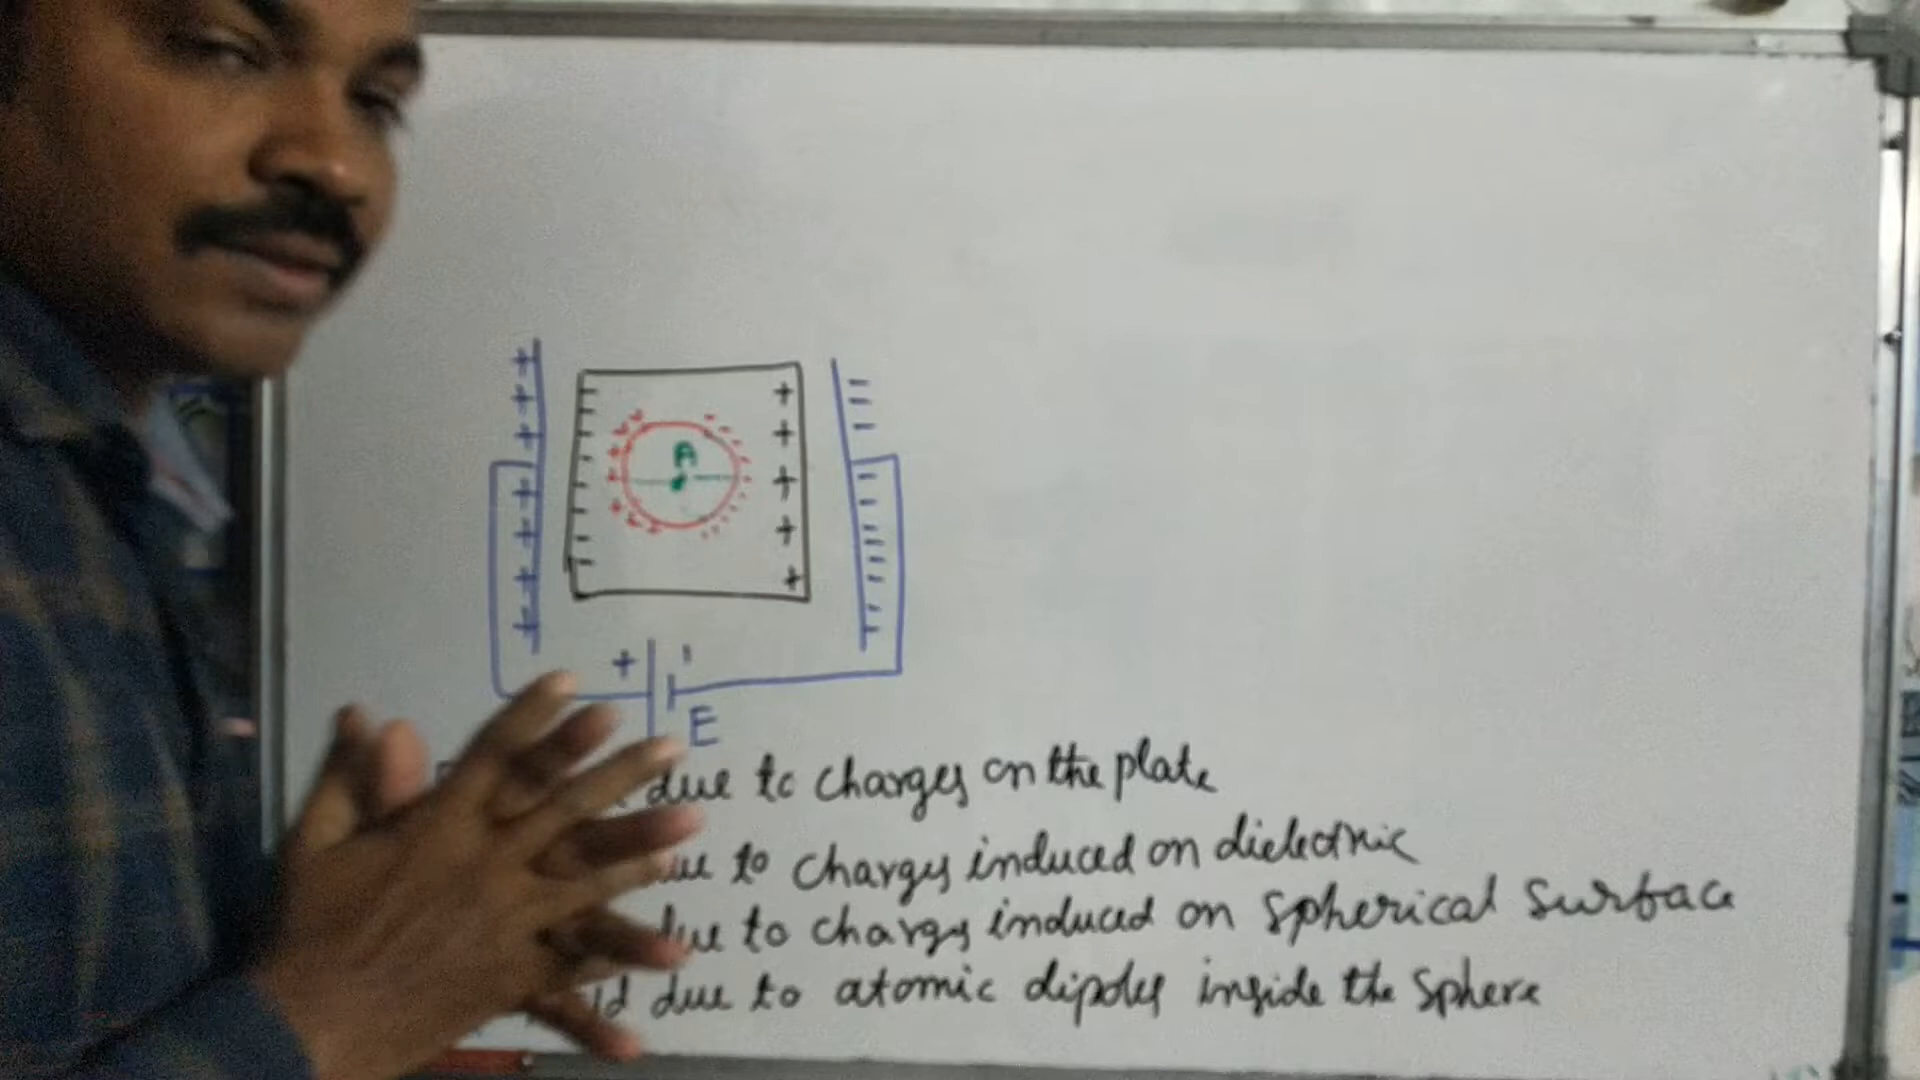 A
+
E
due to charges on the plate
to charges induced on dielectric
due to charges induced on spherical surface
due to atomic dipoles inside the sphere